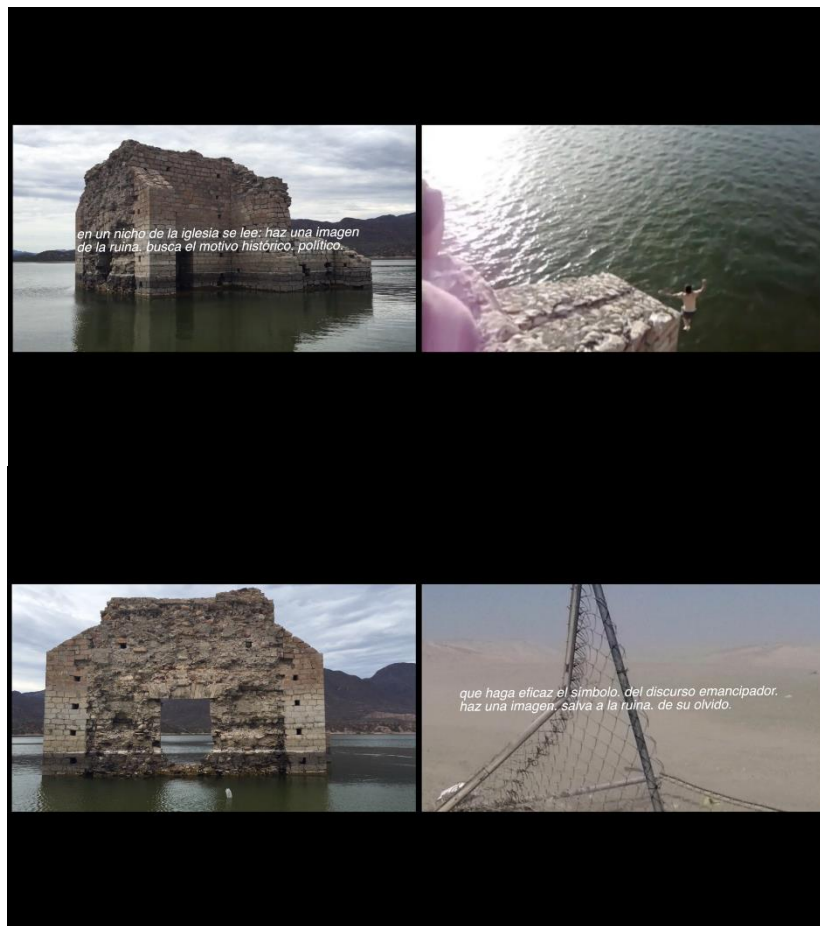 en un nicho de la iglesia se lee: haz una imagen
de la ruina. busca el motivo histórico. político.
que haga eficaz el símbolo. del discurso emancipador.
haz una imagen. salva a la ruina. de su olvido.